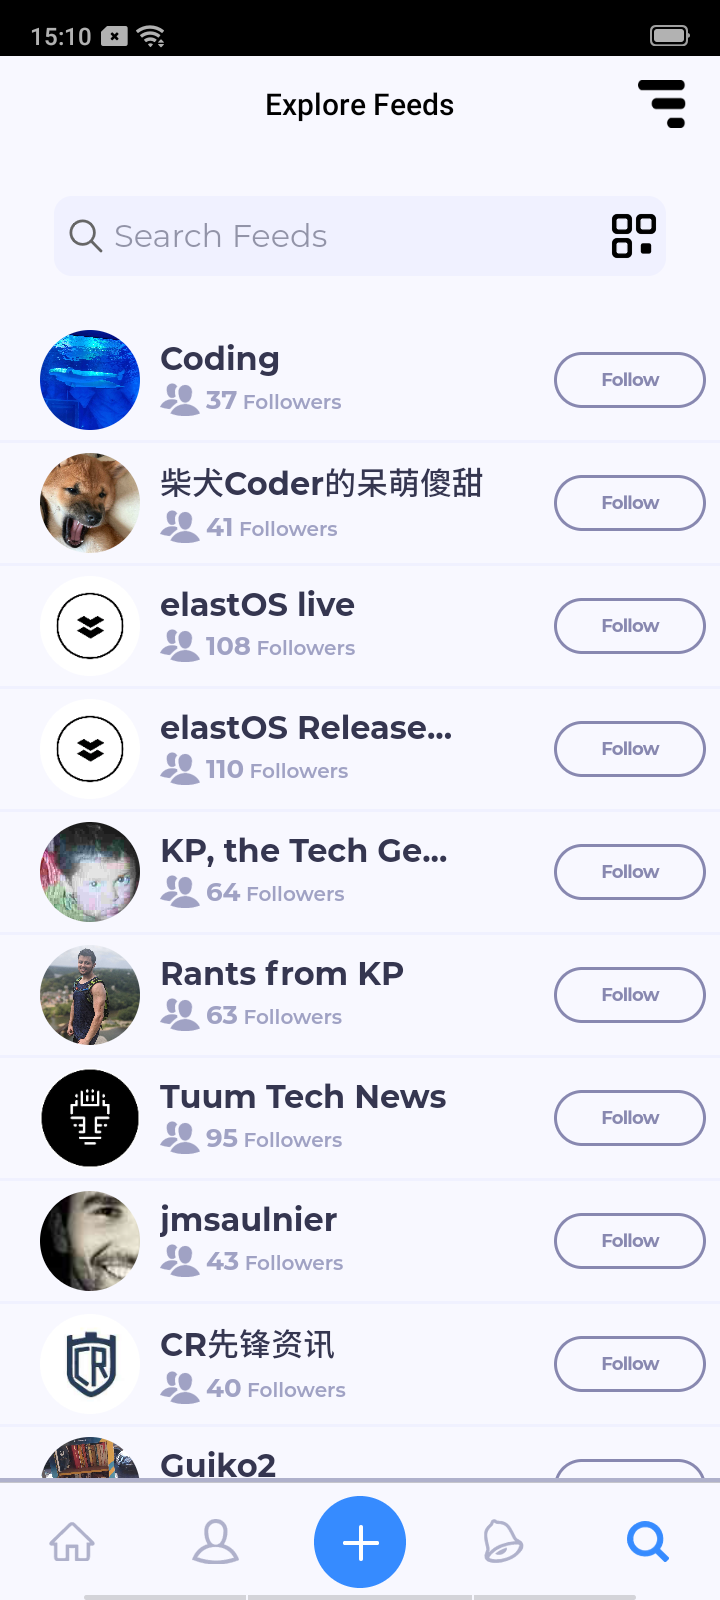 15:10
Explore Feeds
Search Feeds
Coding
37 Followers
Follow
柴犬Coder的呆萌傻甜
41 Followers
Follow
elastOS live
108 Followers
Follow
elastOS Release...
110 Followers
Follow
KP, the Tech Ge...
64 Followers
Follow
Rants from KP
63 Followers
Follow
Tuum Tech News
95 Followers
Follow
jmsaulnier
43 Followers
Follow
CR
CR先锋资讯
40 Followers
Follow
Guiko2